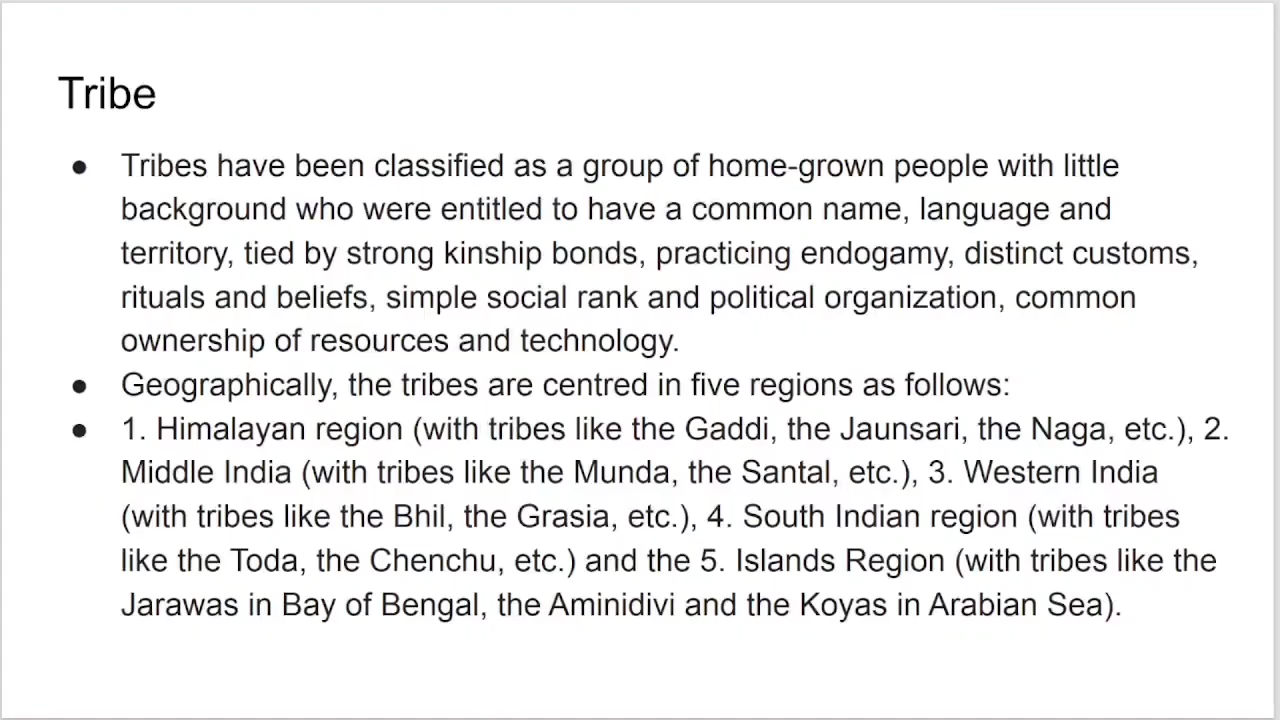 Tribe
● Tribes have been classified as a group of home-grown people with little
background who were entitled to have a common name, language and
territory, tied by strong kinship bonds, practicing endogamy, distinct customs,
rituals and beliefs, simple social rank and political organization, common
ownership of resources and technology.
● Geographically, the tribes are centred in five regions as follows:
● 1. Himalayan region (with tribes like the Gaddi, the Jaunsari, the Naga, etc.), 2.
Middle India (with tribes like the Munda, the Santal, etc.), 3. Western India
(with tribes like the Bhil, the Grasia, etc.), 4. South Indian region (with tribes
like the Toda, the Chenchu, etc.) and the 5. Islands Region (with tribes like the
Jarawas in Bay of Bengal, the Aminidivi and the Koyas in Arabian Sea).